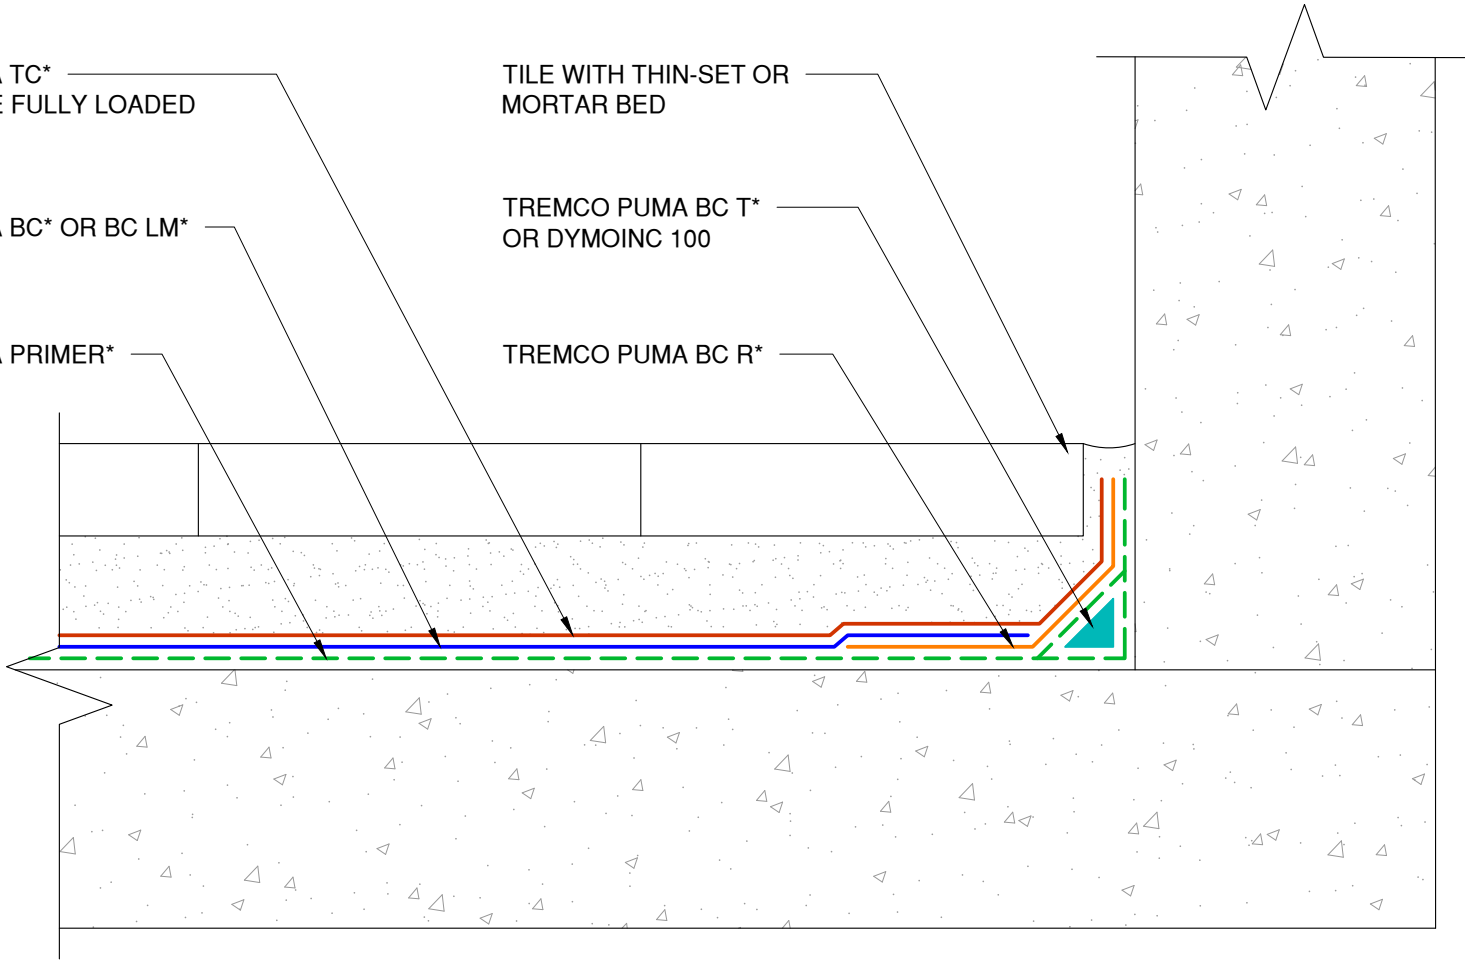 A TC*
E FULLY LOADED
A BC* OR BC LM*
A PRIMER*
TILE WITH THIN-SET OR
MORTAR BED
TREMCO PUMA BC T*
OR DYMOINC 100
TREMCO PUMA BC R*